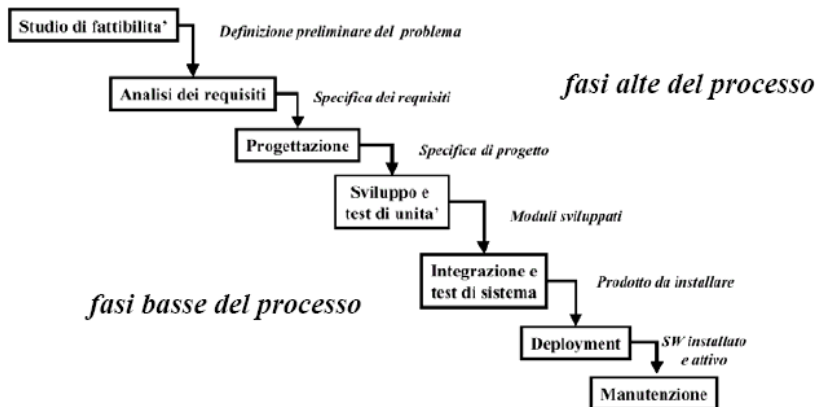 Studio di fattibilita'
Definizione preliminare del problema
fasi alte del processo
Analisi dei requisiti
Specifica dei requisiti
Progettazione
Specifica di progetto
Sviluppo e
test di unita'
Moduli sviluppati
Integrazione e
test di sistema
Prodotto da installare
fasi basse del processo
Deployment
SW installato
e attivo
Manutenzione